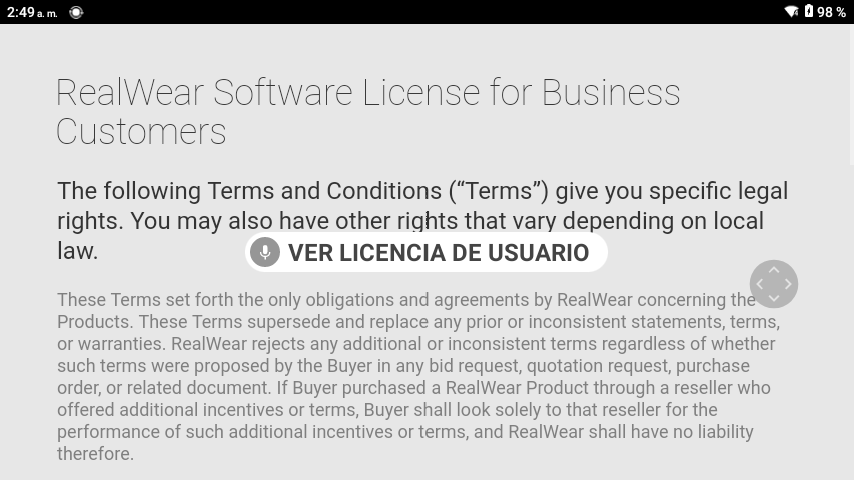 2:49 a. m.
98 %
RealWear Software License for Business
Customers
The following Terms and Conditions (“Terms”) give you specific legal
rights. You may also have other rights that vary depending on local
law.
VER LICENCIA DE USUARIO
These Terms set forth the only obligations and agreements by RealWear concerning the
Products. These Terms supersede and replace any prior or inconsistent statements, terms,
or warranties. RealWear rejects any additional or inconsistent terms regardless of whether
such terms were proposed by the Buyer in any bid request, quotation request, purchase
order, or related document. If Buyer purchased a RealWear Product through a reseller who
offered additional incentives or terms, Buyer shall look solely to that reseller for the
performance of such additional incentives or terms, and RealWear shall have no liability
therefore.